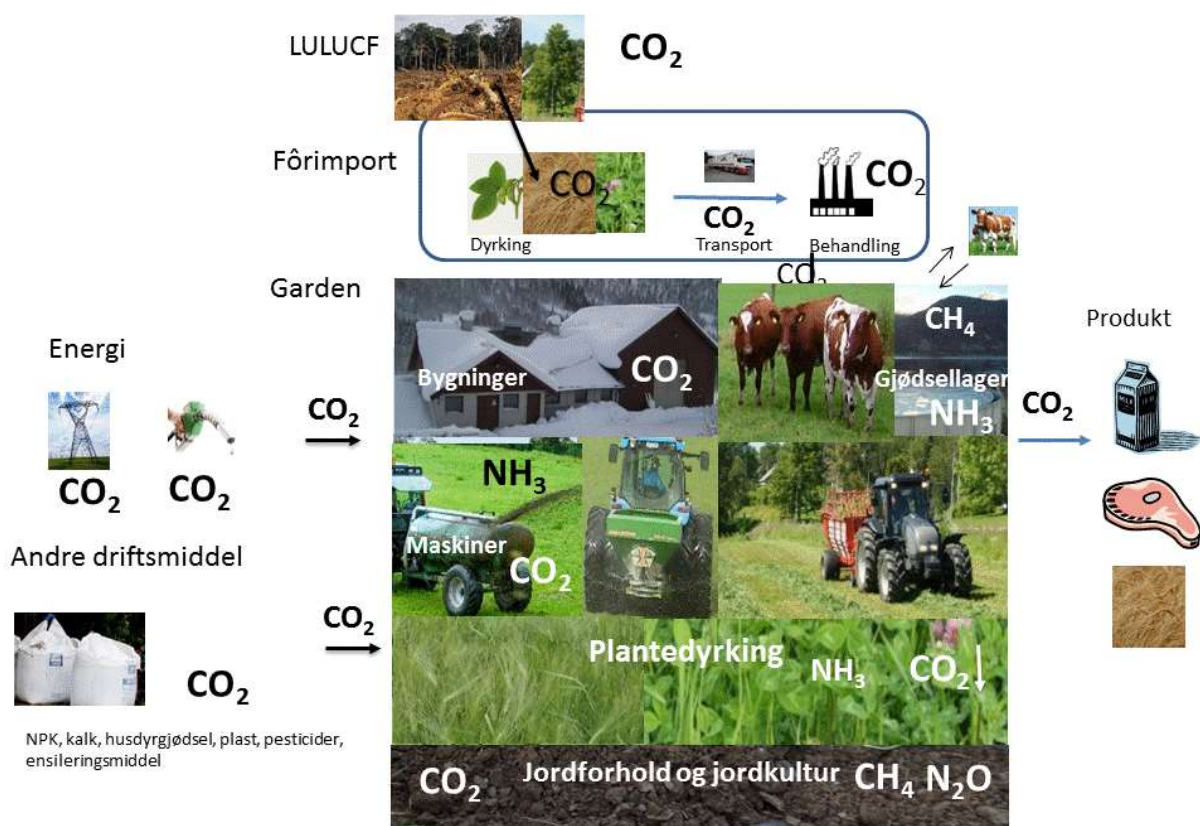 LULUCF
CO₂
Fôrimport
CO₂
CO₂
CO₂
Dyrking
Transport
Behandling
CO₂
Garden
Produkt
Energi
CO₂
CO₂
CO₂
Bygninger
CO₂
CH₄
Gjødsellager
NH₃
CO₂
MILK
Andre driftsmiddel
NH₃
Maskiner
CO₂
CO₂
CO₂
NPK, kalk, husdyrgjødsel, plast, pesticider,
ensileringsmiddel
Plantedyrking
NH₃
CO₂
CO₂
Jordforhold og jordkultur
CH₄ N₂O